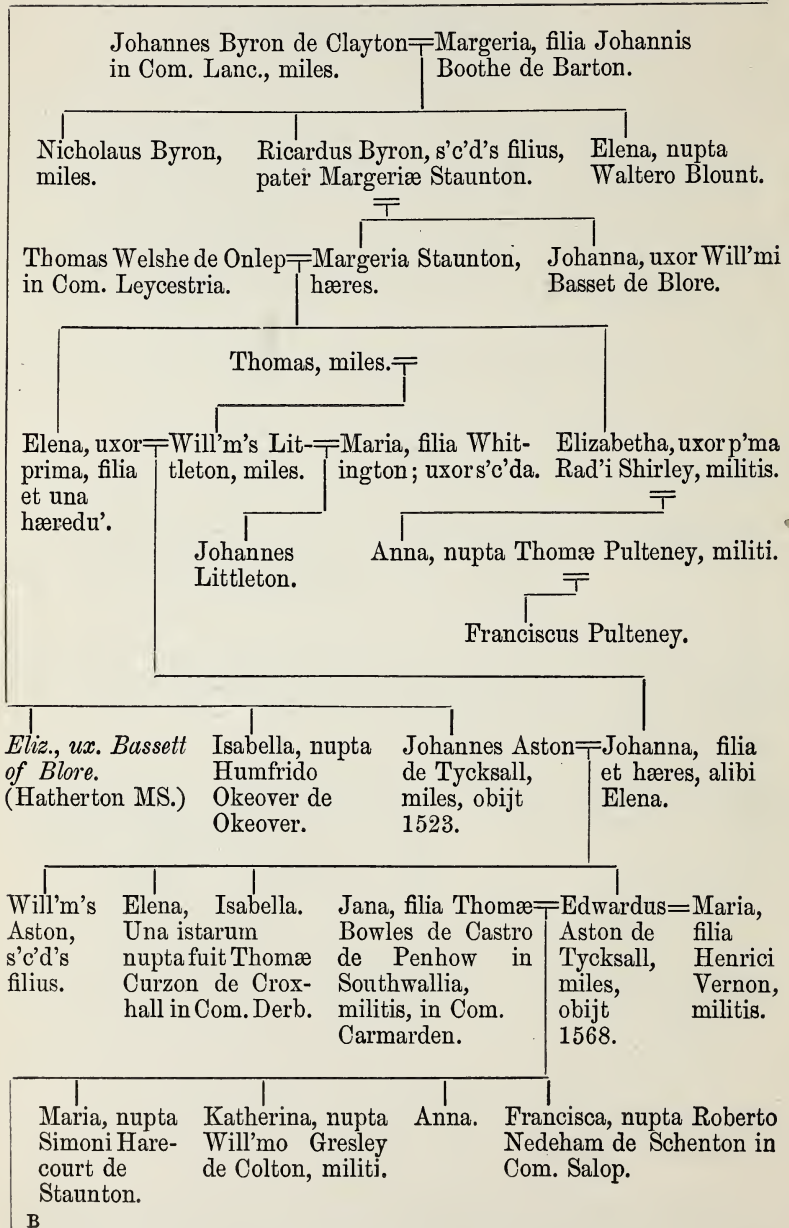 Johannes Byron de Clayton=Margeria, filia Johannis
in Com. Lanc., miles. Boothe de Barton.
Nicholaus Byron,
miles.
Ricardus Byron, s'c'd's filius,
pater Margeriæ Staunton.
Elena, nupta
Waltero Blount.
Thomas Welshe de Onlep=Margeria Staunton,
in Com. Leycestria. hæres.
Johanna, uxor Will'mi
Basset de Blore.
Thomas, miles.=
Elena, uxor=
prima, filia
et una
hæredu'.
Will'm's Lit-=
tleton, miles.
Maria, filia Whit-
ington; uxor s'c'da.
Elizabetha, uxor p'ma
Rad'i Shirley, militis.
Johannes
Littleton.
Anna, nupta Thomæ Pulteney, militi.
Franciscus Pulteney.
Eliz., ux. Bassett
of Blore.
(Hatherton MS.)
Isabella, nupta
Humfrido
Okeover de
Okeover.
Johannes Aston=
de Tycksall,
miles, obijt
1523.
Johanna, filia
et hæres, alibi
Elena.
Will'm's
Aston,
s'c'd's
filius.
Elena, Isabella.
Una istarum
nupta fuit Thomæ
Curzon de Crox-
hall in Com. Derb.
Jana, filia Thomæ=
Bowles de Castro
de Penhow in
Southwallia,
militis, in Com.
Carmarden.
Edwardus=
Aston de
Tycksall,
miles,
obijt
1568.
Maria,
filia
Henrici
Vernon,
militis.
Maria, nupta
Simoni Hare-
court de
Staunton.
Katherina, nupta
Will'mo Gresley
de Colton, militi.
Anna.
Francisca, nupta Roberto
Nedeham de Schenton in
Com. Salop.
B